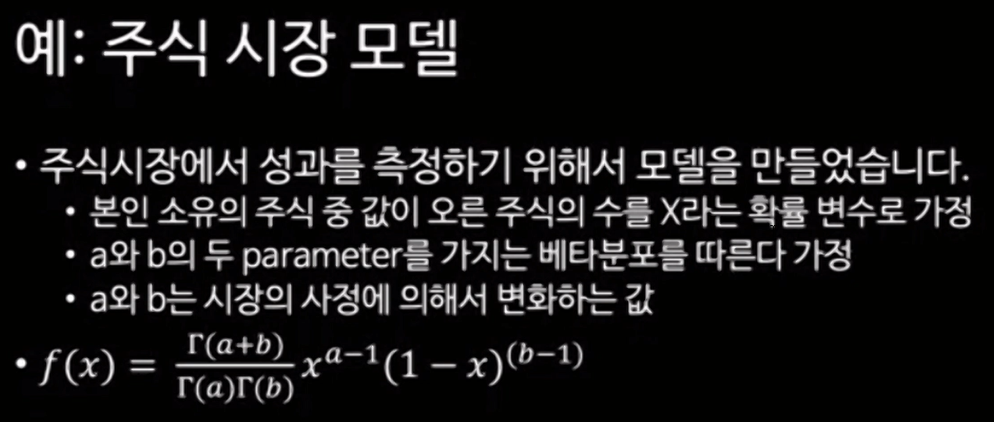 예: 주식 시장 모델
• 주식시장에서 성과를 측정하기 위해서 모델을 만들었습니다.
• 본인 소유의 주식 중 값이 오른 주식의 수를 X라는 확률 변수로 가정
• a와 b의 두 parameter를 가지는 베타분포를 따른다 가정
• a와 b는 시장의 사정에 의해서 변화하는 값
• f(x) = Γ(a+b)/Γ(a)Γ(b) x^{a−1}(1 − x)^{(b−1)}